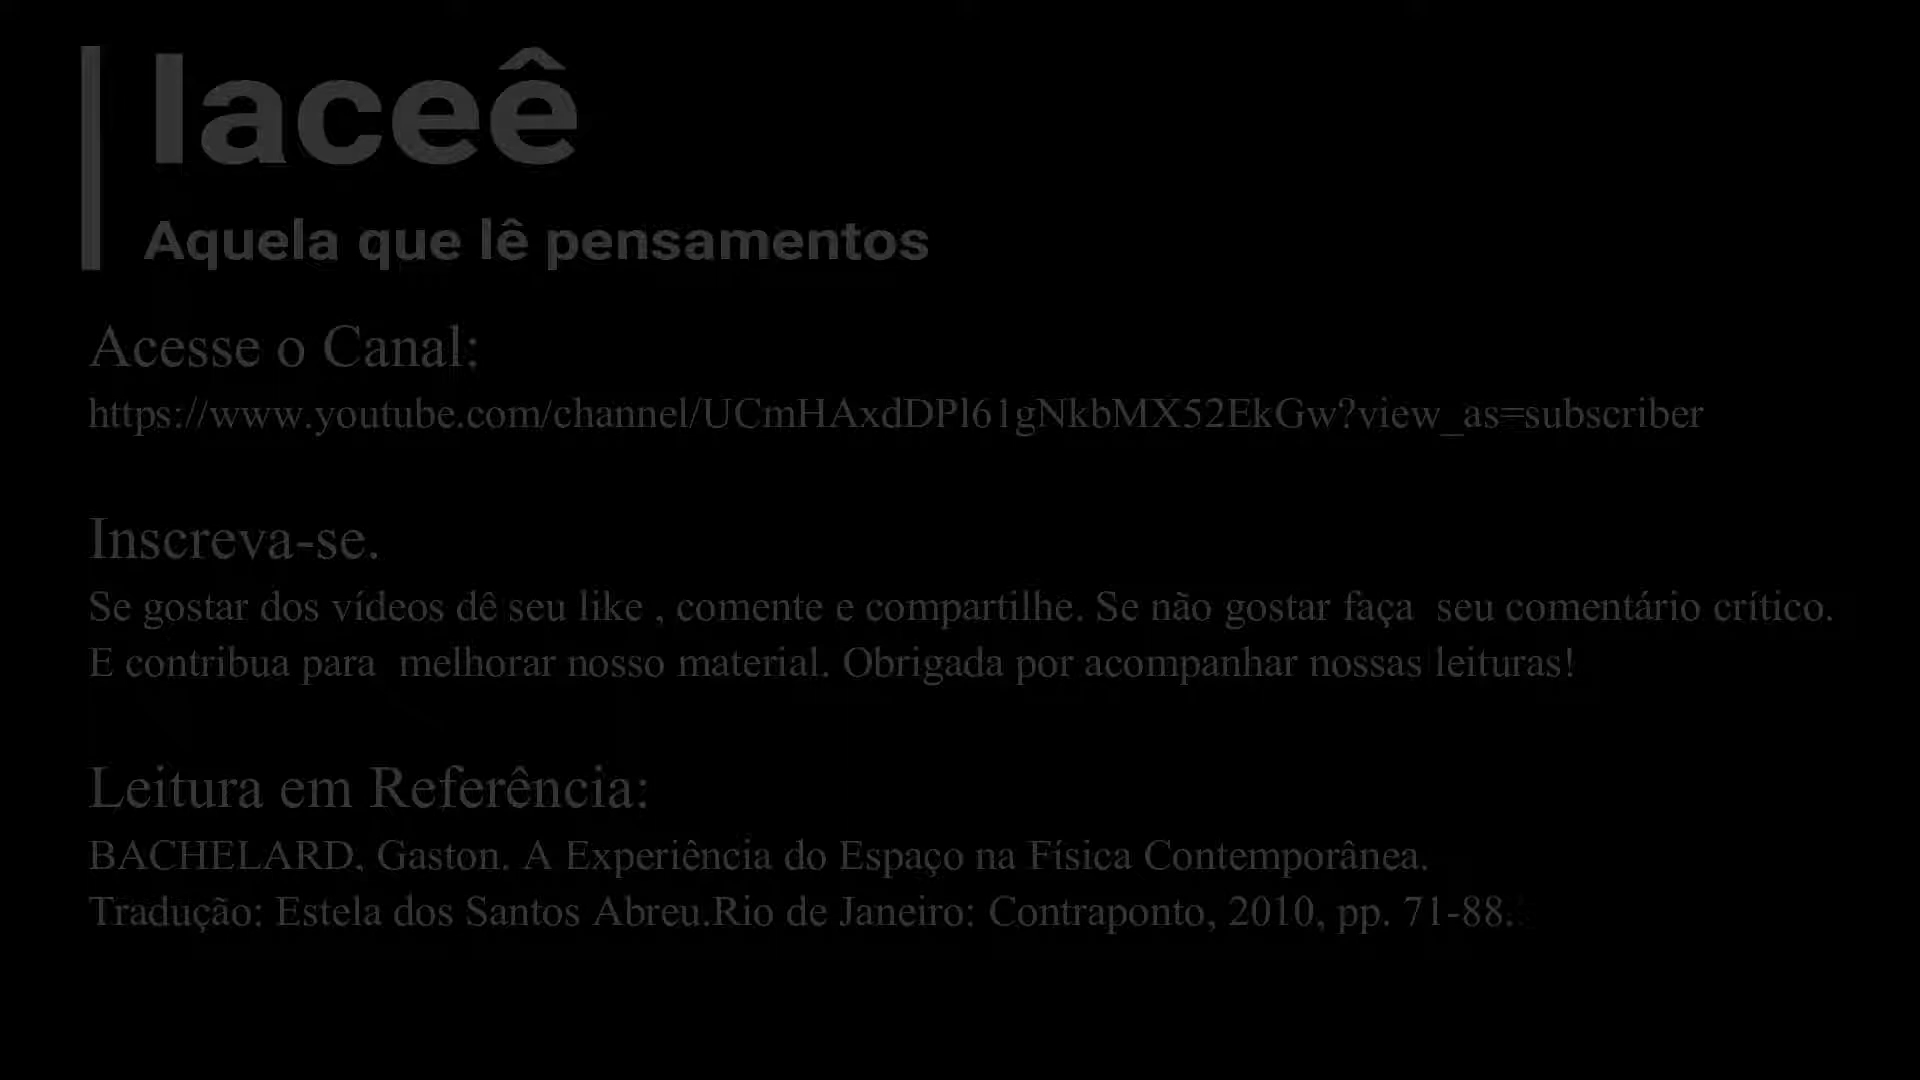 Iaceê
Aquela que lê pensamentos
Acesse o Canal:
https://www.youtube.com/channel/UCmHAxdDPl61gNkbMX52EkGw?view_as=subscriber
Inscreva-se.
Se gostar dos vídeos dê seu like , comente e compartilhe. Se não gostar faça  seu comentário crítico.
E contribua para  melhorar nosso material. Obrigada por acompanhar nossas leituras!
Leitura em Referência:
BACHELARD, Gaston. A Experiência do Espaço na Física Contemporânea.
Tradução: Estela dos Santos Abreu.Rio de Janeiro: Contraponto, 2010, pp. 71-88.